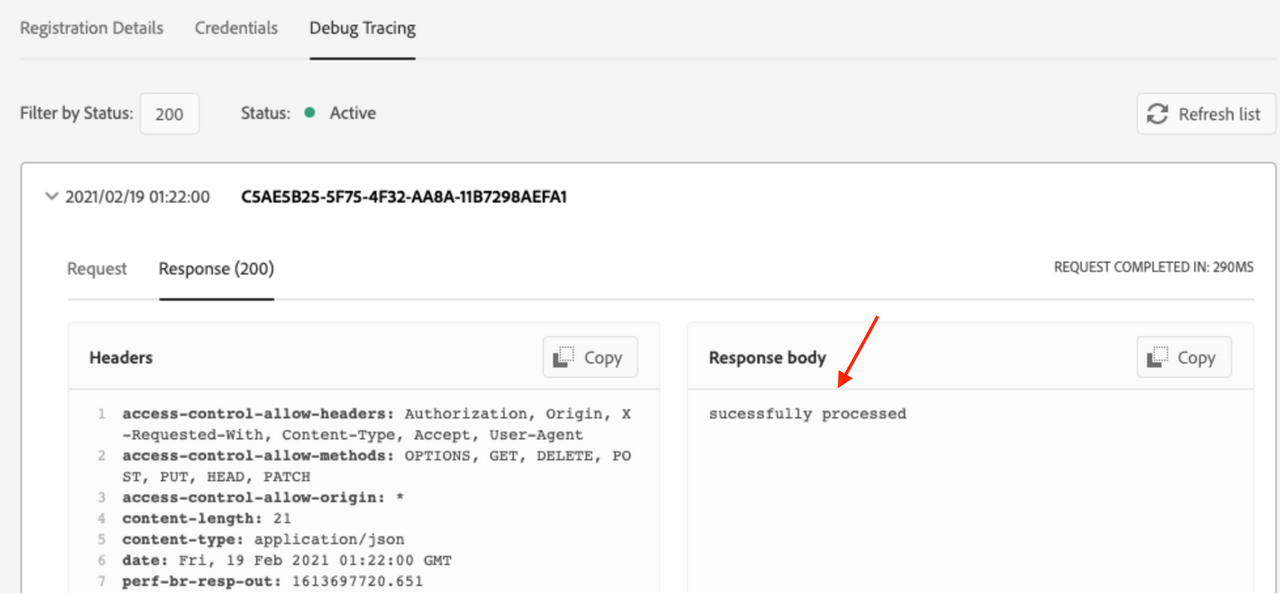 Registration Details Credentials Debug Tracing
Filter by Status: 200 Status: Active Refresh list
2021/02/19 01:22:00 C5AE5B25-5F75-4F32-AA8A-11B7298AEFA1
Request Response (200) REQUEST COMPLETED IN: 290MS
Headers Copy Response body Copy
1 access-control-allow-headers: Authorization, Origin, X
-Requested-With, Content-Type, Accept, User-Agent
2 access-control-allow-methods: OPTIONS, GET, DELETE, PO
ST, PUT, HEAD, PATCH
3 access-control-allow-origin: *
4 content-length: 21
5 content-type: application/json
6 date: Fri, 19 Feb 2021 01:22:00 GMT
7 perf-br-resp-out: 1613697720.651
sucessfully processed